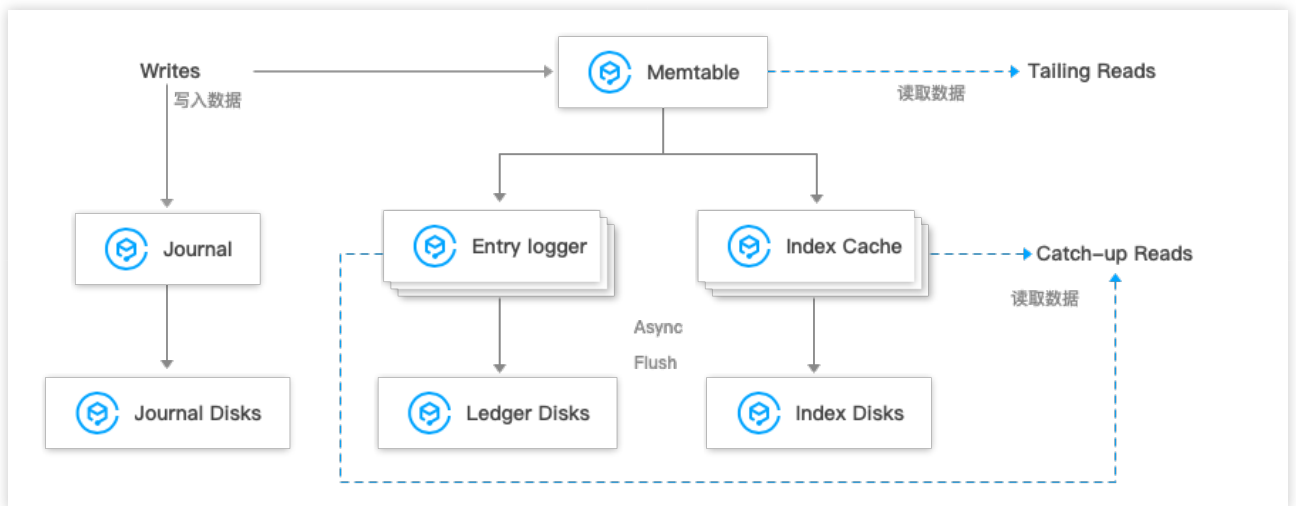 Writes
写入数据
Memtable
Tailing Reads
读取数据
Journal
Entry logger
Index Cache
Catch-up Reads
读取数据
Async
Flush
Journal Disks
Ledger Disks
Index Disks